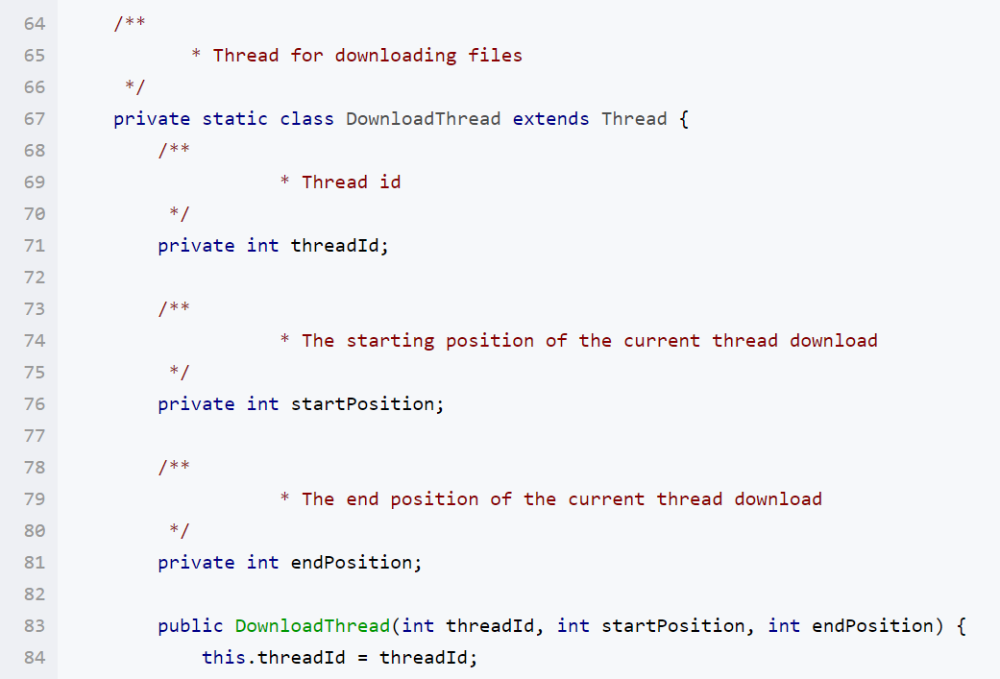 64 /**
65 * Thread for downloading files
66 */
67 private static class DownloadThread extends Thread {
68 /**
69 * Thread id
70 */
71 private int threadId;
72
73 /**
74 * The starting position of the current thread download
75 */
76 private int startPosition;
77
78 /**
79 * The end position of the current thread download
80 */
81 private int endPosition;
82
83 public DownloadThread(int threadId, int startPosition, int endPosition) {
84 this.threadId = threadId;